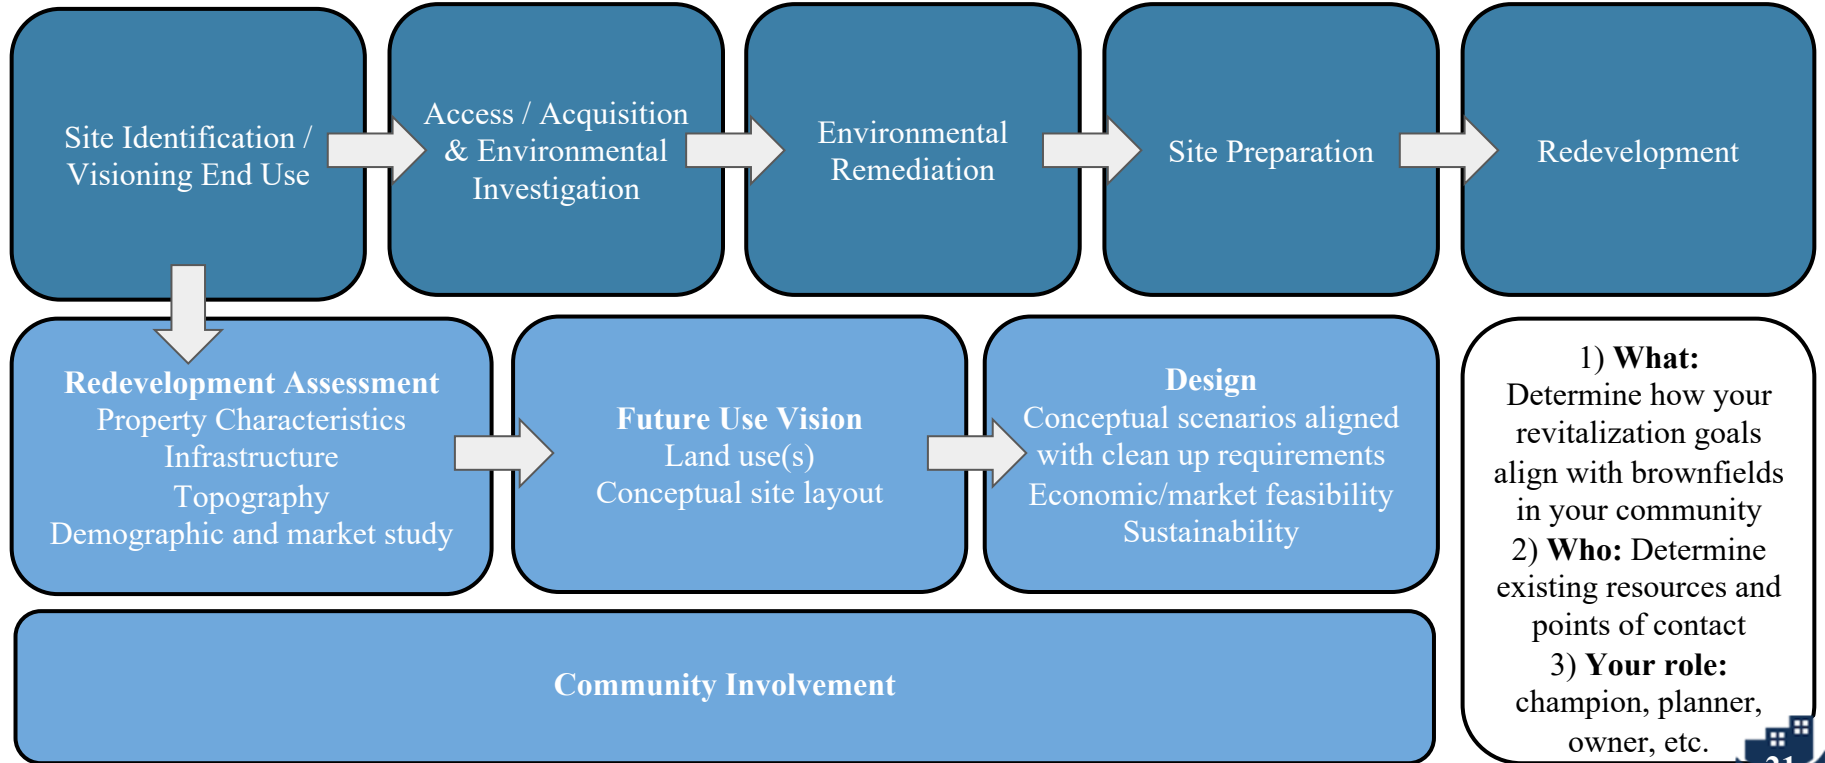 Site Identification /
Visioning End Use
Access / Acquisition
& Environmental
Investigation
Environmental
Remediation
Site Preparation
Redevelopment
Redevelopment Assessment
Property Characteristics
Infrastructure
Topography
Demographic and market study
Future Use Vision
Land use(s)
Conceptual site layout
Design
Conceptual scenarios aligned
with clean up requirements
Economic/market feasibility
Sustainability
1) What:
Determine how your
revitalization goals
align with brownfields
in your community
2) Who: Determine
existing resources and
points of contact
3) Your role:
champion, planner,
owner, etc.
Community Involvement